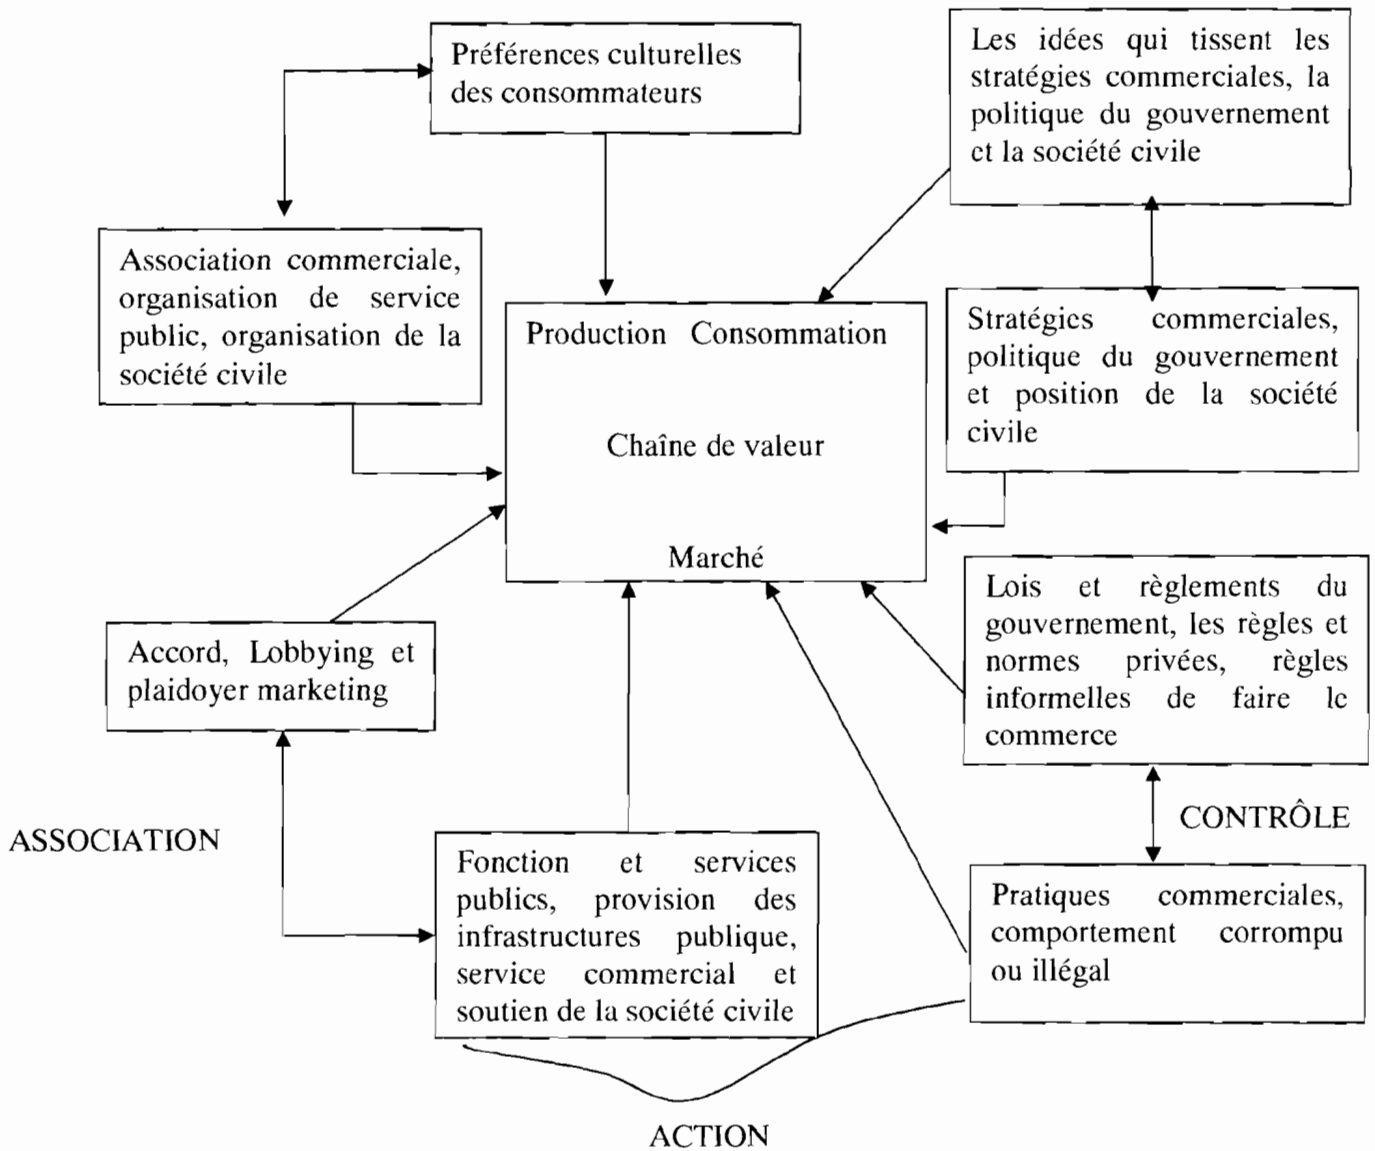 Préférences culturelles
des consommateurs
Les idées qui tissent les
stratégies commerciales, la
politique du gouvernement
et la société civile
Association commerciale,
organisation de service
public, organisation de la
société civile
Production Consommation
Chaîne de valeur
Marché
Stratégies commerciales,
politique du gouvernement
et position de la société
civile
Accord, Lobbying et
plaidoyer marketing
Lois et règlements du
gouvernement, les règles et
normes privées, règles
informelles de faire le
commerce
ASSOCIATION
CONTRÔLE
Fonction et services
publics, provision des
infrastructures publique,
service commercial et
soutien de la société civile
Pratiques commerciales,
comportement corrompu
ou illégal
ACTION